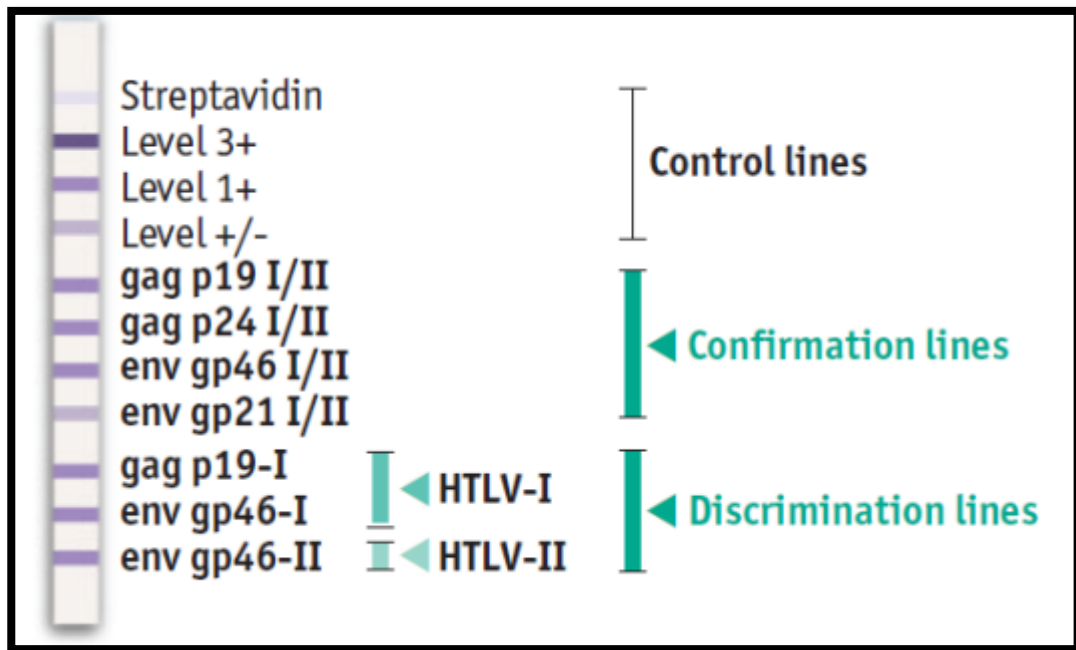 Streptavidin
Level 3+
Level 1+
Level +/-
Control lines
gag p19 I/II
gag p24 I/II
env gp46 I/II
env gp21 I/II
Confirmation lines
gag p19-I
env gp46-I
env gp46-II
HTLV-I
HTLV-II
Discrimination lines